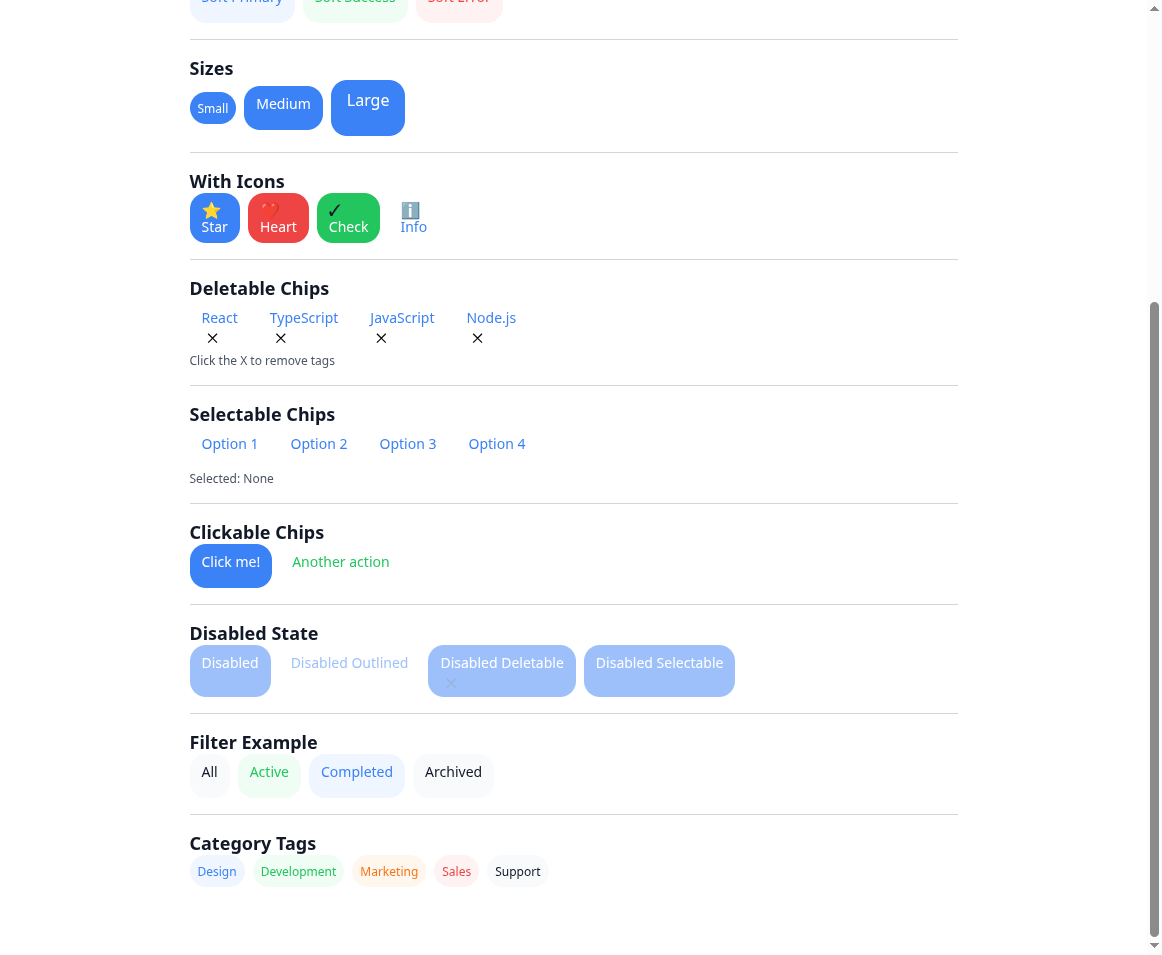 Soft Primary Soft Success Soft Error
Sizes
Small Medium Large
With Icons
Star Heart Check Info
Deletable Chips
React TypeScript JavaScript Node.js
Click the X to remove tags
Selectable Chips
Option 1 Option 2 Option 3 Option 4
Selected: None
Clickable Chips
Click me! Another action
Disabled State
Disabled Disabled Outlined Disabled Deletable Disabled Selectable
Filter Example
All Active Completed Archived
Category Tags
Design Development Marketing Sales Support